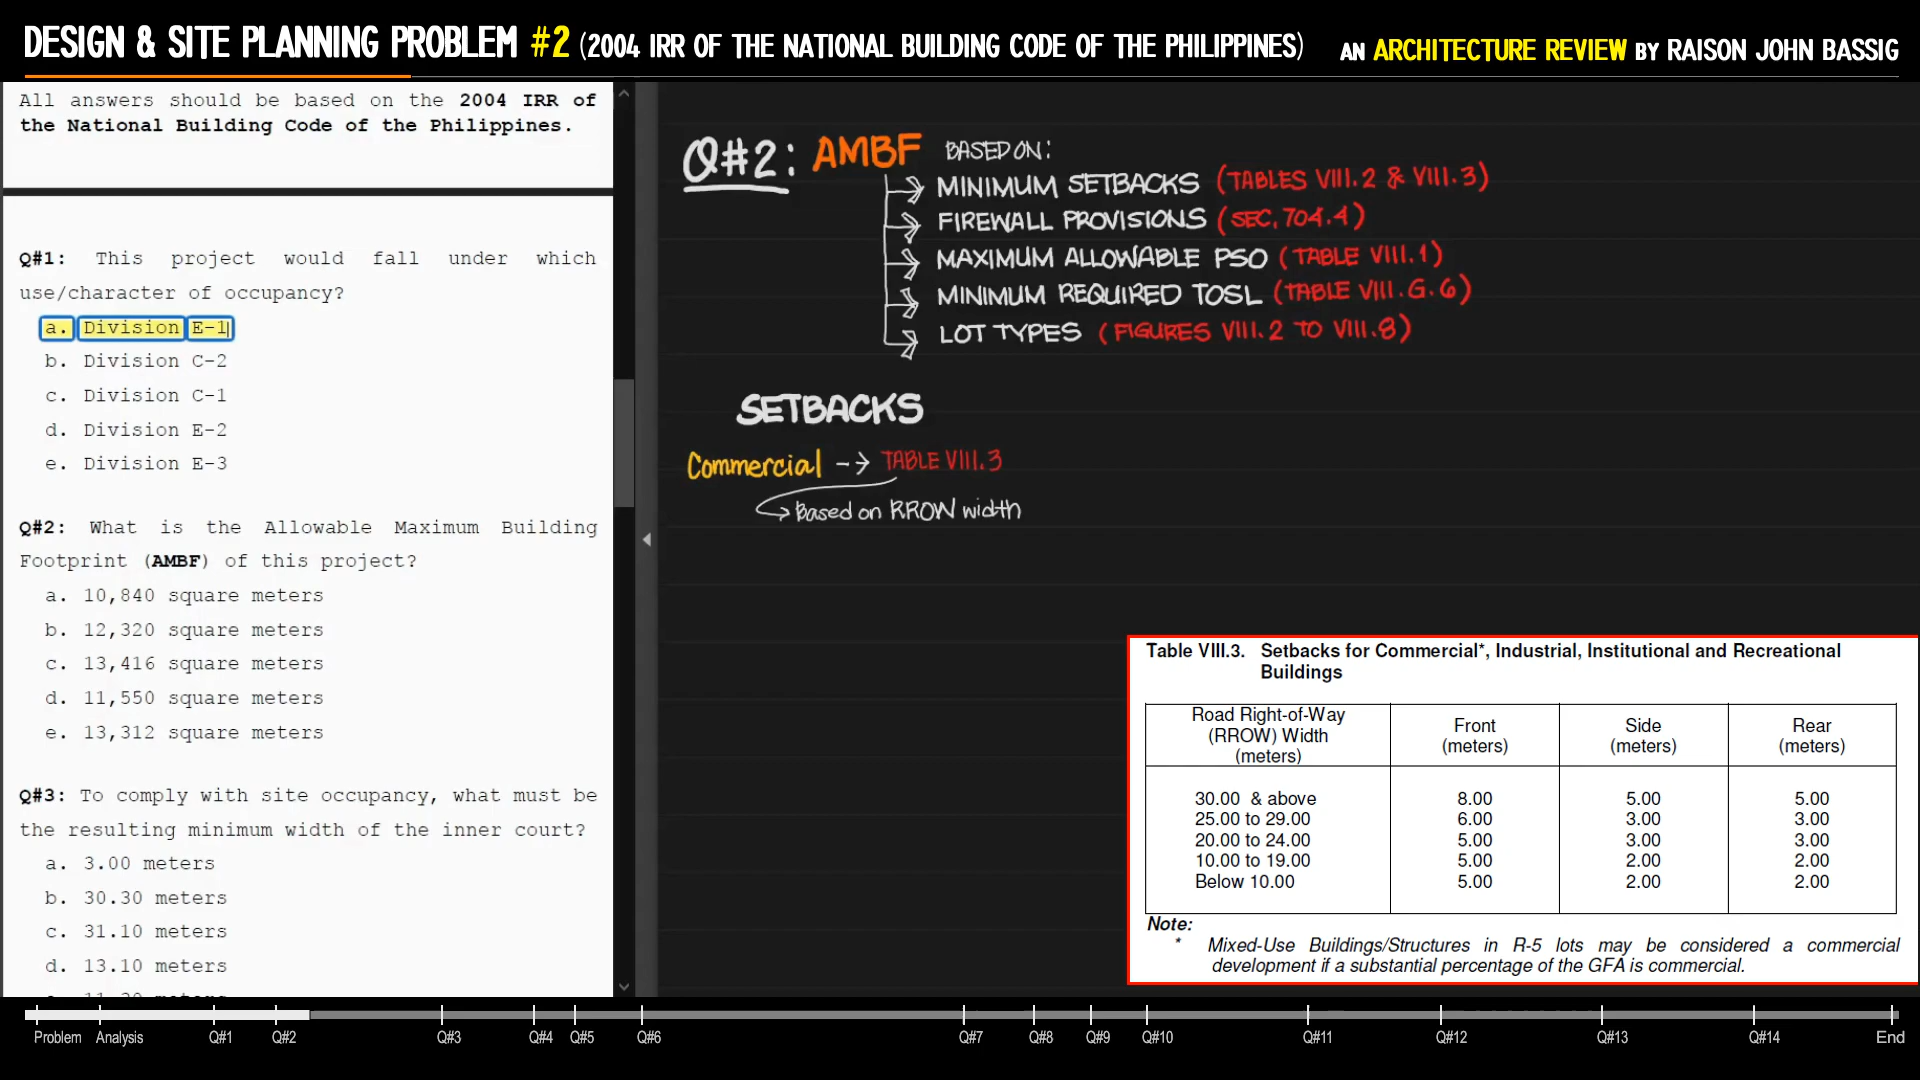 DESIGN & SITE PLANNING PROBLEM #2 (2004 IRR OF THE NATIONAL BUILDING CODE OF THE PHILIPPINES)
AN ARCHITECTURE REVIEW BY RAISON JOHN BASSIG
All answers should be based on the 2004 IRR of
the National Building Code of the Philippines.
Q#1: This project would fall under which
use/character of occupancy?
a. Division E-1
b. Division C-2
c. Division C-1
d. Division E-2
e. Division E-3
Q#2: What is the Allowable Maximum Building
Footprint (AMBF) of this project?
a. 10,840 square meters
b. 12,320 square meters
c. 13,416 square meters
d. 11,550 square meters
e. 13,312 square meters
Q#3: To comply with site occupancy, what must be
the resulting minimum width of the inner court?
a. 3.00 meters
b. 30.30 meters
c. 31.10 meters
d. 13.10 meters
Q#2: AMBF BASED ON:
MINIMUM SETBACKS (TABLES VIII.2 & VIII.3)
FIREWALL PROVISIONS (SEC. 704.4)
MAXIMUM ALLOWABLE PSO (TABLE VIII.1)
MINIMUM REQUIRED TOSL (TABLE VIII.G.6)
LOT TYPES (FIGURES VIII.2 TO VIII.8)
SETBACKS
Commercial --> TABLE VIII.3
Based on RROW width
Table VIII.3. Setbacks for Commercial*, Industrial, Institutional and Recreational
Buildings
Road Right-of-Way (RROW) Width (meters) Front (meters) Side (meters) Rear (meters)
30.00 & above 8.00 5.00 5.00
25.00 to 29.00 6.00 3.00 3.00
20.00 to 24.00 5.00 3.00 3.00
10.00 to 19.00 5.00 2.00 2.00
Below 10.00 5.00 2.00 2.00
Note:
* Mixed-Use Buildings/Structures in R-5 lots may be considered a commercial
development if a substantial percentage of the GFA is commercial.
Problem Analysis Q#1 Q#2 Q#3 Q#4 Q#5 Q#6 Q#7 Q#8 Q#9 Q#10 Q#11 Q#12 Q#13 Q#14 End